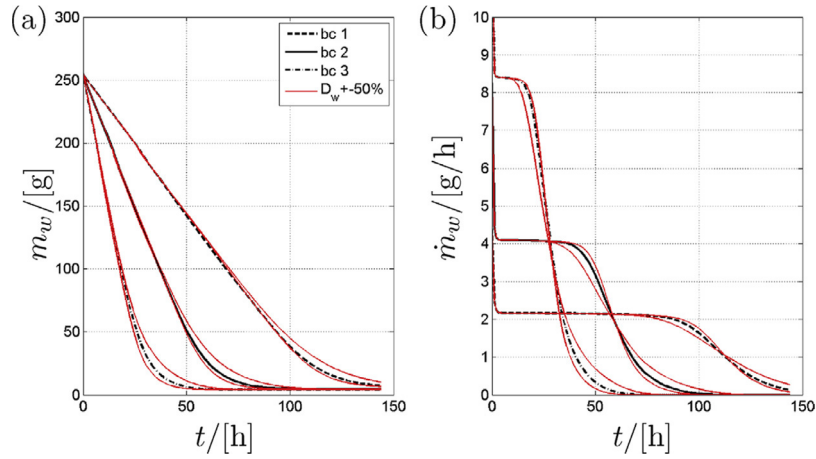 (a)
300
250
200
150
100
50
0
m_w/[g]
0 50 100 150
t/[h]
bc 1
bc 2
bc 3
D_w+-50%
(b)
10
9
8
7
6
5
4
3
2
1
0
ṁ_w/[g/h]
0 50 100 150
t/[h]